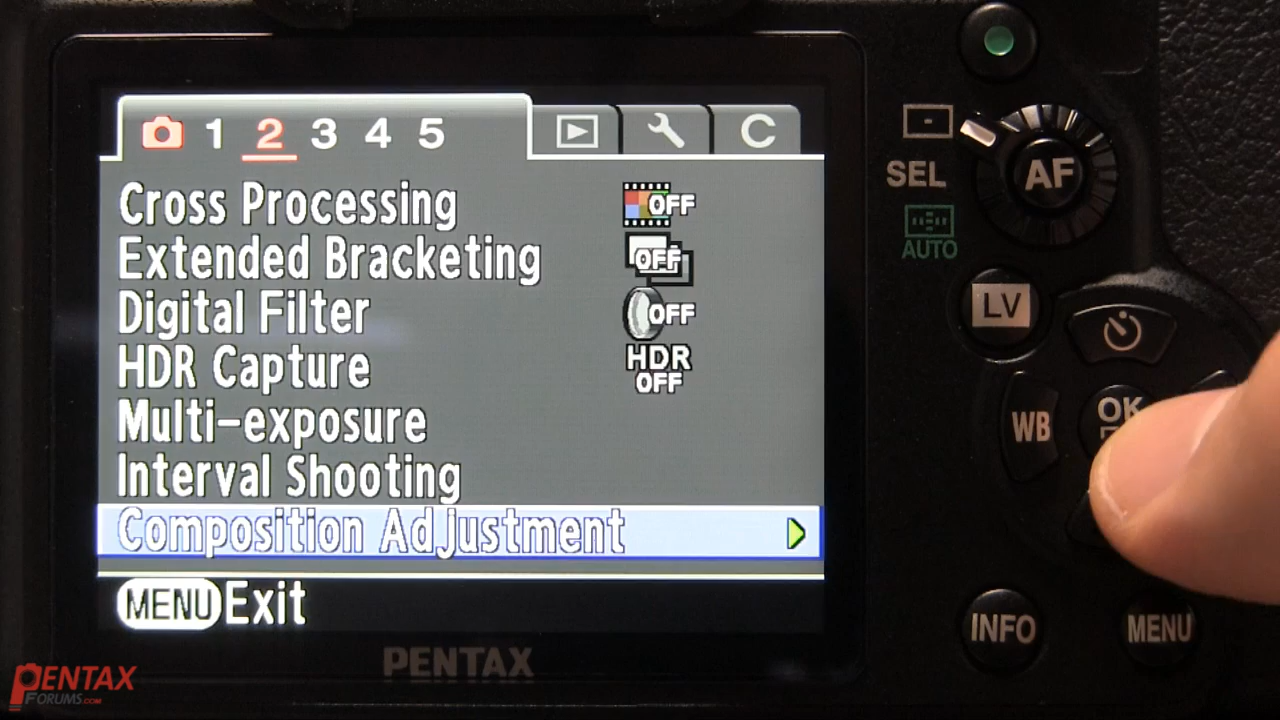 1 2 3 4 5 C
Cross Processing OFF
Extended Bracketing OFF
Digital Filter OFF
HDR Capture HDR OFF
Multi-exposure
Interval Shooting
Composition Adjustment
MENU Exit
PENTAX
SEL
AF
AUTO
LV
WB
OK
INFO
MENU
PENTAX
FORUMS.COM